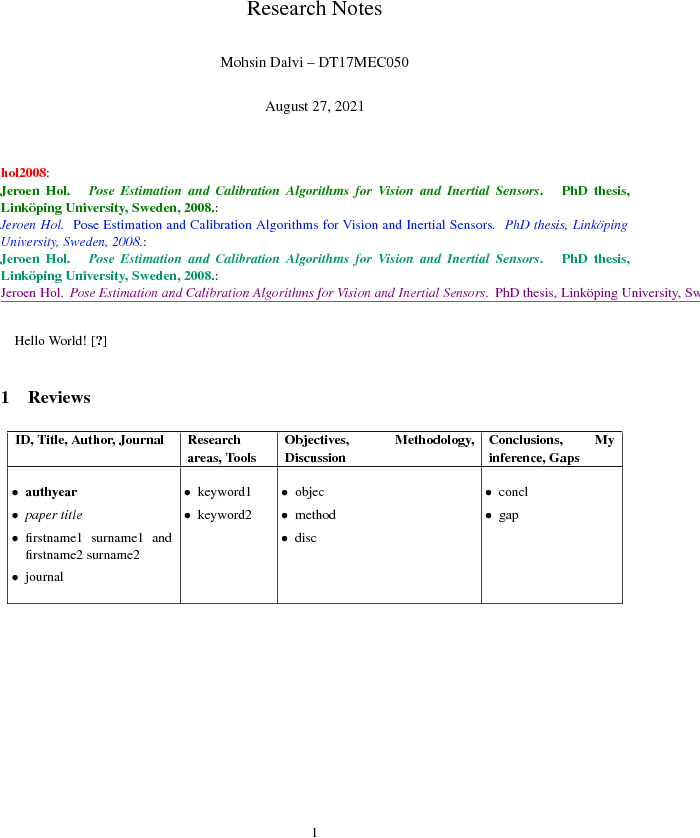 Research Notes
Mohsin Dalvi – DT17MEC050
August 27, 2021
hol2008:
Jeroen Hol. Pose Estimation and Calibration Algorithms for Vision and Inertial Sensors. PhD thesis,
Linköping University, Sweden, 2008.:
Jeroen Hol. Pose Estimation and Calibration Algorithms for Vision and Inertial Sensors. PhD thesis, Linköping
University, Sweden, 2008.:
Jeroen Hol. Pose Estimation and Calibration Algorithms for Vision and Inertial Sensors. PhD thesis,
Linköping University, Sweden, 2008.:
Jeroen Hol. Pose Estimation and Calibration Algorithms for Vision and Inertial Sensors. PhD thesis, Linköping University, Sw
Hello World! [?]
1 Reviews
ID, Title, Author, Journal
Research
areas, Tools
Objectives, Methodology,
Discussion
Conclusions, My
inference, Gaps
• authyear
• paper title
• firstname1 surname1 and
firstname2 surname2
• journal
• keyword1
• keyword2
• objec
• method
• disc
• concl
• gap
1